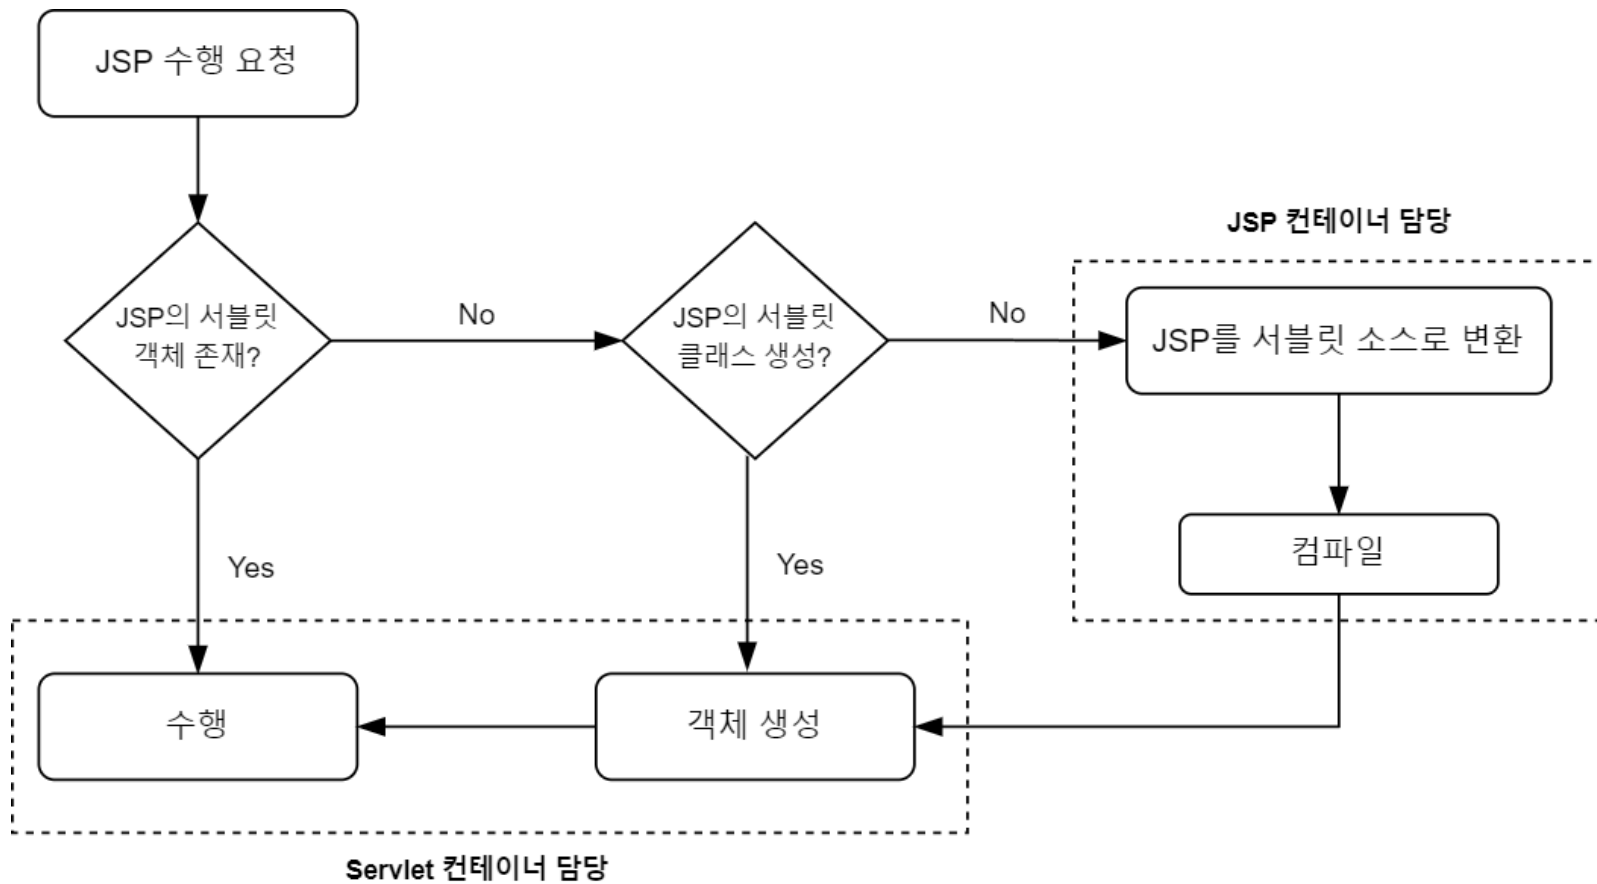 JSP 수행 요청
JSP 컨테이너 담당
JSP의 서블릿
객체 존재?
No
JSP의 서블릿
클래스 생성?
No
JSP를 서블릿 소스로 변환
컴파일
Yes
Yes
수행
객체 생성
Servlet 컨테이너 담당